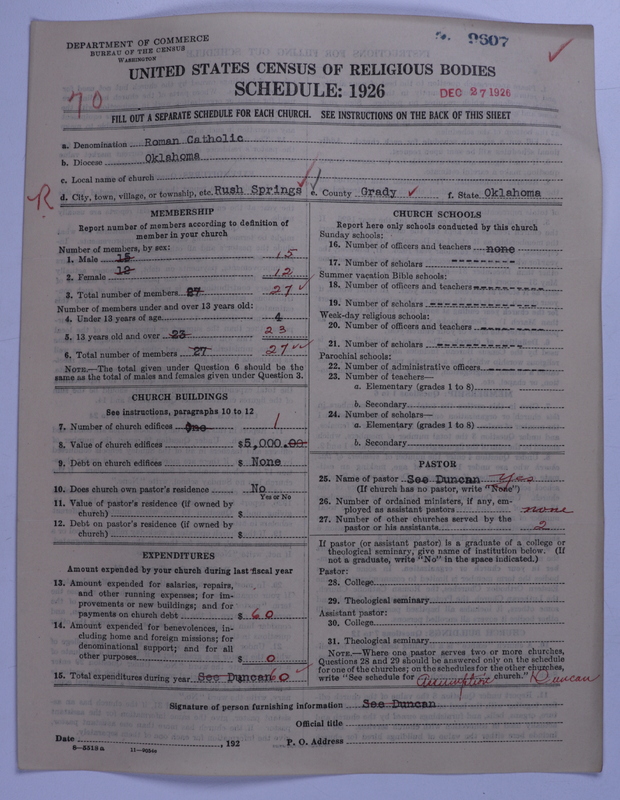 DEPARTMENT OF COMMERCE
BUREAU OF THE CENSUS
WASHINGTON
9607
UNITED STATES CENSUS OF RELIGIOUS BODIES
SCHEDULE: 1926
DEC 27 1926
70
FILL OUT A SEPARATE SCHEDULE FOR EACH CHURCH. SEE INSTRUCTIONS ON THE BACK OF THIS SHEET
a. Denomination Roman Catholic
b. Diocese Oklahoma
c. Local name of church
R d. City, town, village, or township, etc. Rush Springs e. County Grady f. State Oklahoma
MEMBERSHIP
Report number of members according to definition of
member in your church
Number of members, by sex:
1. Male 15 15
2. Female 12 12
3. Total number of members 27 27
Number of members under and over 13 years old:
4. Under 13 years of age 4
5. 13 years old and over 23 23
6. Total number of members 27 27
NOTE.—The total given under Question 6 should be
same as the total of males and females given under Question 3.
CHURCH BUILDINGS
See instructions, paragraphs 10 to 12
7. Number of church edifices One 1
8. Value of church edifices $5,000.00
9. Debt on church edifices $ None
10. Does church own pastor's residence No
Yes or No
11. Value of pastor's residence (if owned by
church) $
12. Debt on pastor's residence (if owned by
church) $
EXPENDITURES
Amount expended by your church during last fiscal year
13. Amount expended for salaries, repairs,
and other running expenses; for im-
provements or new buildings; and for
payments on church debt $ 60
14. Amount expended for benevolences, in-
cluding home and foreign missions; for
denominational support; and for all
other purposes $ 0
15. Total expenditures during year See Duncan 60
CHURCH SCHOOLS
Report here only schools conducted by this church
Sunday schools:
16. Number of officers and teachers none
17. Number of scholars
Summer vacation Bible schools:
18. Number of officers and teachers
19. Number of scholars
Week-day religious schools:
20. Number of officers and teachers
21. Number of scholars
Parochial schools:
22. Number of administrative officers
23. Number of teachers—
a. Elementary (grades 1 to 8)
b. Secondary
24. Number of scholars—
a. Elementary (grades 1 to 8)
b. Secondary
PASTOR
25. Name of pastor See Duncan Yes
(If church has no pastor, write "None")
26. Number of ordained ministers, if any, em-
ployed as assistant pastors none
27. Number of other churches served by the
pastor or his assistants 2
If pastor (or assistant pastor) is a graduate of a college or
theological seminary, give name of institution below. (If
not a graduate, write "No" in the space indicated.)
Pastor:
28. College
29. Theological seminary
Assistant pastor:
30. College
31. Theological seminary
NOTE.—Where one pastor serves two or more churches,
Questions 28 and 29 should be answered only on the schedule
for one of the churches; on the schedules for the other churches,
write "See schedule for Assumption church." Duncan
Signature of person furnishing information See Duncan
Official title
Date , 192 P. O. Address